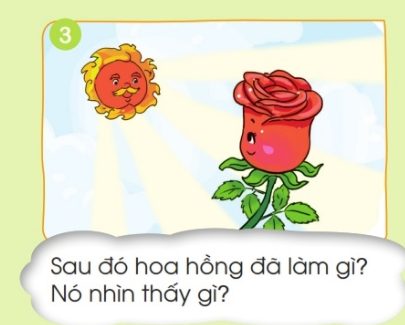 3
Sau đó hoa hồng đã làm gì?
Nó nhìn thấy gì?